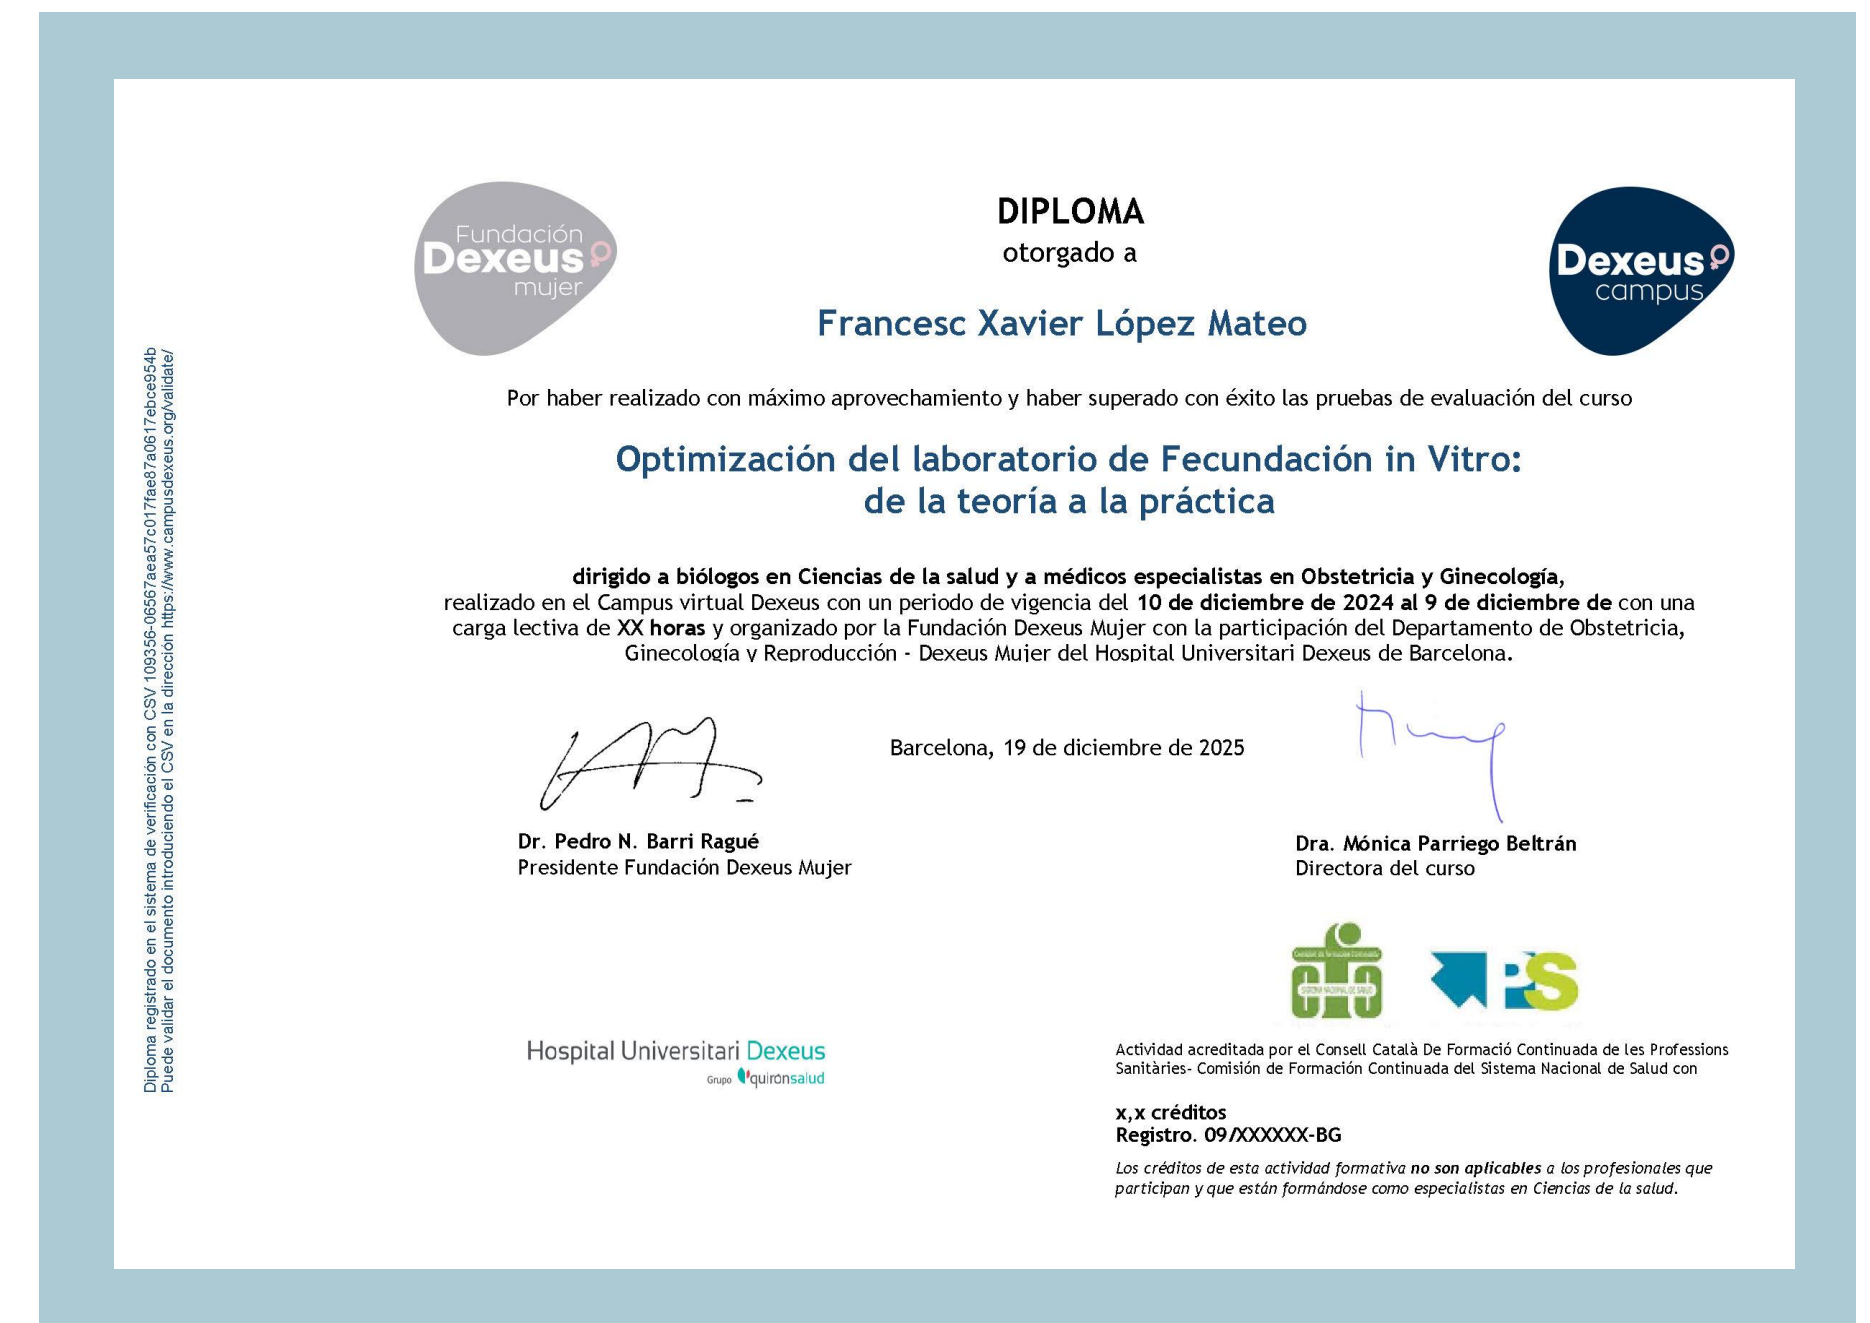 Fundación
Dexeus
mujer
DIPLOMA
otorgado a
Dexeus
campus
Francesc Xavier López Mateo
Por haber realizado con máximo aprovechamiento y haber superado con éxito las pruebas de evaluación del curso
Optimización del laboratorio de Fecundación in Vitro:
de la teoría a la práctica
dirigido a biólogos en Ciencias de la salud y a médicos especialistas en Obstetricia y Ginecología,
realizado en el Campus virtual Dexeus con un periodo de vigencia del 10 de diciembre de 2024 al 9 de diciembre de con una
carga lectiva de XX horas y organizado por la Fundación Dexeus Mujer con la participación del Departamento de Obstetricia,
Ginecología y Reproducción - Dexeus Mujer del Hospital Universitari Dexeus de Barcelona.
Barcelona, 19 de diciembre de 2025
Dr. Pedro N. Barri Ragué
Presidente Fundación Dexeus Mujer
Dra. Mónica Parriego Beltrán
Directora del curso
SISTEMA NACIONAL DE SALUD
PS
Hospital Universitari Dexeus
Grupo quirónsalud
Actividad acreditada por el Consell Català De Formació Continuada de les Professions
Sanitàries- Comisión de Formación Continuada del Sistema Nacional de Salud con
x,x créditos
Registro. 09/XXXXXX-BG
Los créditos de esta actividad formativa no son aplicables a los profesionales que
participan y que están formándose como especialistas en Ciencias de la salud.
Diploma registrado en el sistema de verificación con CSV 109356-06567aea57c017fae87a0617ebce954b
Puede validar el documento introduciendo el CSV en la dirección https://www.campusdexeus.org/validate/